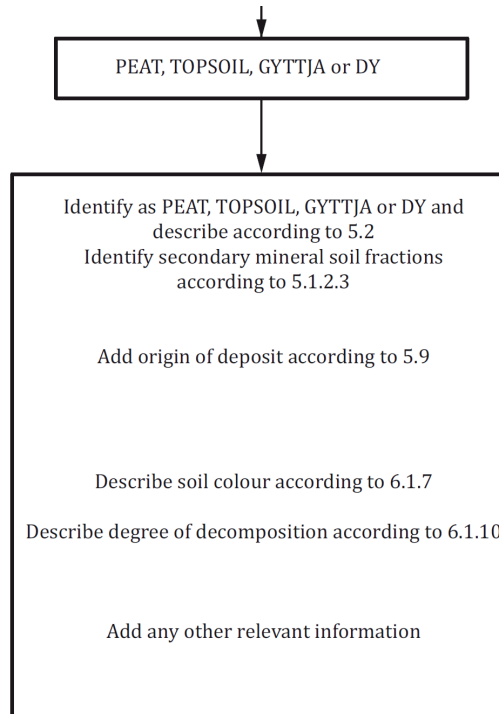 PEAT, TOPSOIL, GYTTJA or DY
Identify as PEAT, TOPSOIL, GYTTJA or DY and
describe according to 5.2
Identify secondary mineral soil fractions
according to 5.1.2.3
Add origin of deposit according to 5.9
Describe soil colour according to 6.1.7
Describe degree of decomposition according to 6.1.10
Add any other relevant information